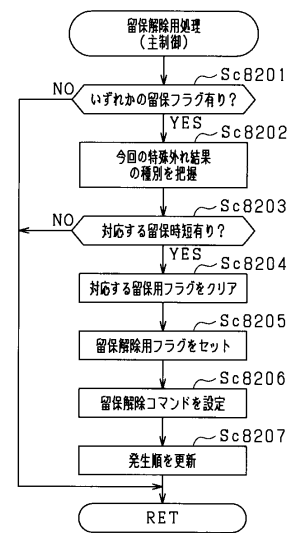 留保解除用処理
(主制御)
Sc8201
NO
いずれかの留保フラグ有り?
YES
Sc8202
今回の特殊外れ結果
の種別を把握
Sc8203
NO
対応する留保時短有り?
YES
Sc8204
対応する留保用フラグをクリア
Sc8205
留保解除用フラグをセット
Sc8206
留保解除コマンドを設定
Sc8207
発生順を更新
RET